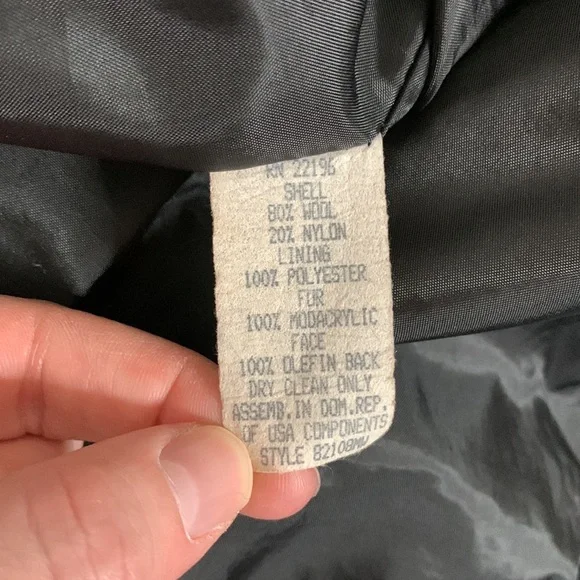 RN 22196
SHELL
80% WOOL
20% NYLON
LINING
100% POLYESTER
FUR
100% MODACRYLIC
FACE
100% OLEFIN BACK
DRY CLEAN ONLY
ASSEMB.IN DOM.REP.
OF USA COMPONENTS
STYLE 82108MW